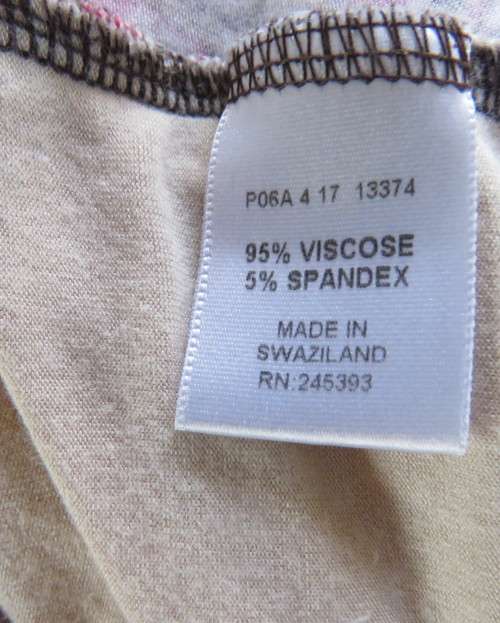 P06A 4 17 13374
95% VISCOSE
5% SPANDEX
MADE IN
SWAZILAND
RN:245393